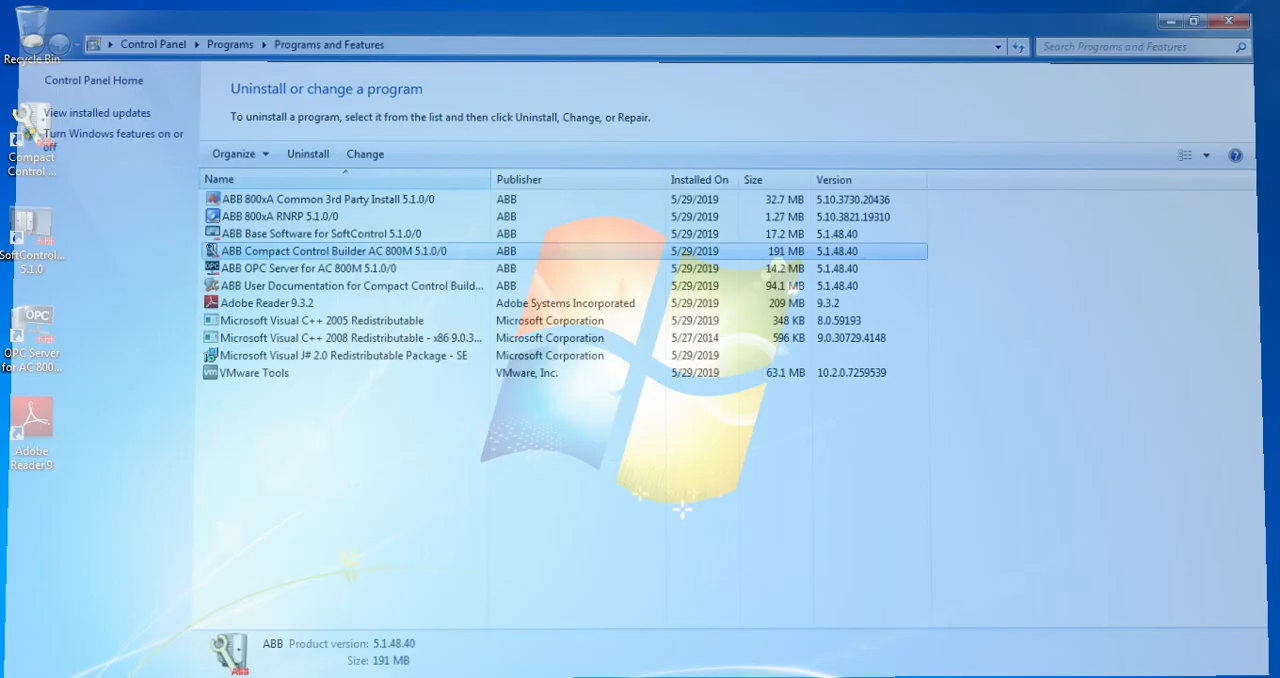 Recycle Bin
Control Panel Programs Programs and Features
Search Programs and Features
Control Panel Home
View installed updates
Turn Windows features on or
off
Compact
Control ...
SoftControl...
5.1.0
OPC
OPC Server
for AC 800...
Adobe
Reader 9
Uninstall or change a program
To uninstall a program, select it from the list and then click Uninstall, Change, or Repair.
Organize Uninstall Change
Name Publisher Installed On Size Version
ABB 800xA Common 3rd Party Install 5.1.0/0 ABB 5/29/2019 32.7 MB 5.10.3730.20436
ABB 800xA RNRP 5.1.0/0 ABB 5/29/2019 1.27 MB 5.10.3821.19310
ABB Base Software for SoftControl 5.1.0/0 ABB 5/29/2019 17.2 MB 5.1.48.40
ABB Compact Control Builder AC 800M 5.1.0/0 ABB 5/29/2019 191 MB 5.1.48.40
ABB OPC Server for AC 800M 5.1.0/0 ABB 5/29/2019 14.2 MB 5.1.48.40
ABB User Documentation for Compact Control Build... ABB 5/29/2019 94.1 MB 5.1.48.40
Adobe Reader 9.3.2 Adobe Systems Incorporated 5/29/2019 209 MB 9.3.2
Microsoft Visual C++ 2005 Redistributable Microsoft Corporation 5/29/2019 348 KB 8.0.59193
Microsoft Visual C++ 2008 Redistributable - x86 9.0.3... Microsoft Corporation 5/27/2014 596 KB 9.0.30729.4148
Microsoft Visual J# 2.0 Redistributable Package - SE Microsoft Corporation 5/29/2019
VMware Tools VMware, Inc. 5/29/2019 63.1 MB 10.2.0.7259539
ABB Product version: 5.1.48.40
Size: 191 MB
ABB